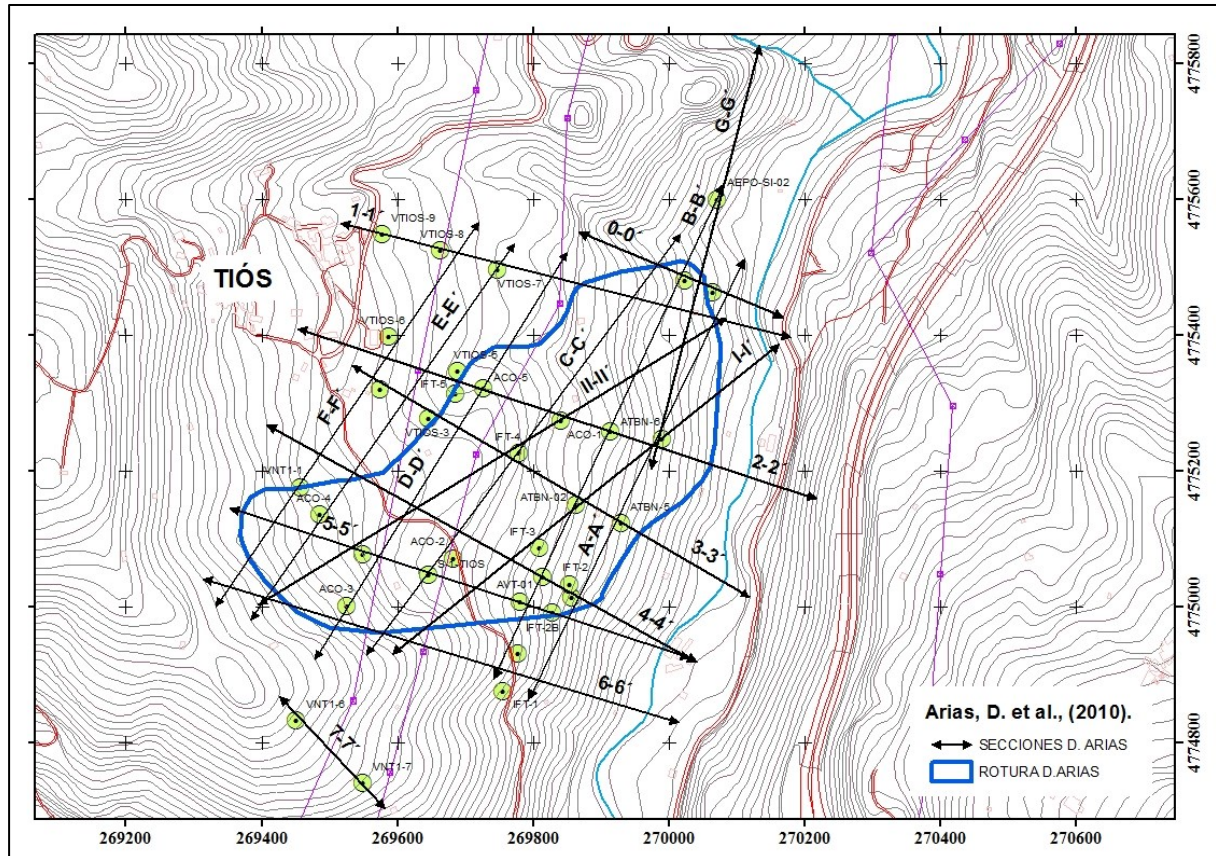 4775800
G-G´
AEPO-SI-02
4775600
B-B´
0-0´
1-1´
VTIOS-9
VTIOS-8
VTIOS-7
TIÓS
E-E´
VTIOS-6
4775400
C-C´
I-I´
VTIOS-5
ACO-5
IFT-5
II-II´
F-F´
VTIOS-3
ATBN-6
ACO-1
IFT-4
2-2´
VNT1-1
D-D´
4775200
ACO-4
ATBN-02
ATBN-5
5-5´
A-A´
IFT-3
ACO-2
3-3´
IFT-2
AVT-01
ACO-3
4775000
IFT-2B
4-4´
IFT-1
6-6´
VNT1-6
7-7´
VNT1-7
4774800
Arias, D. et al., (2010).
SECCIONES D. ARIAS
ROTURA D.ARIAS
269200 269400 269600 269800 270000 270200 270400 270600